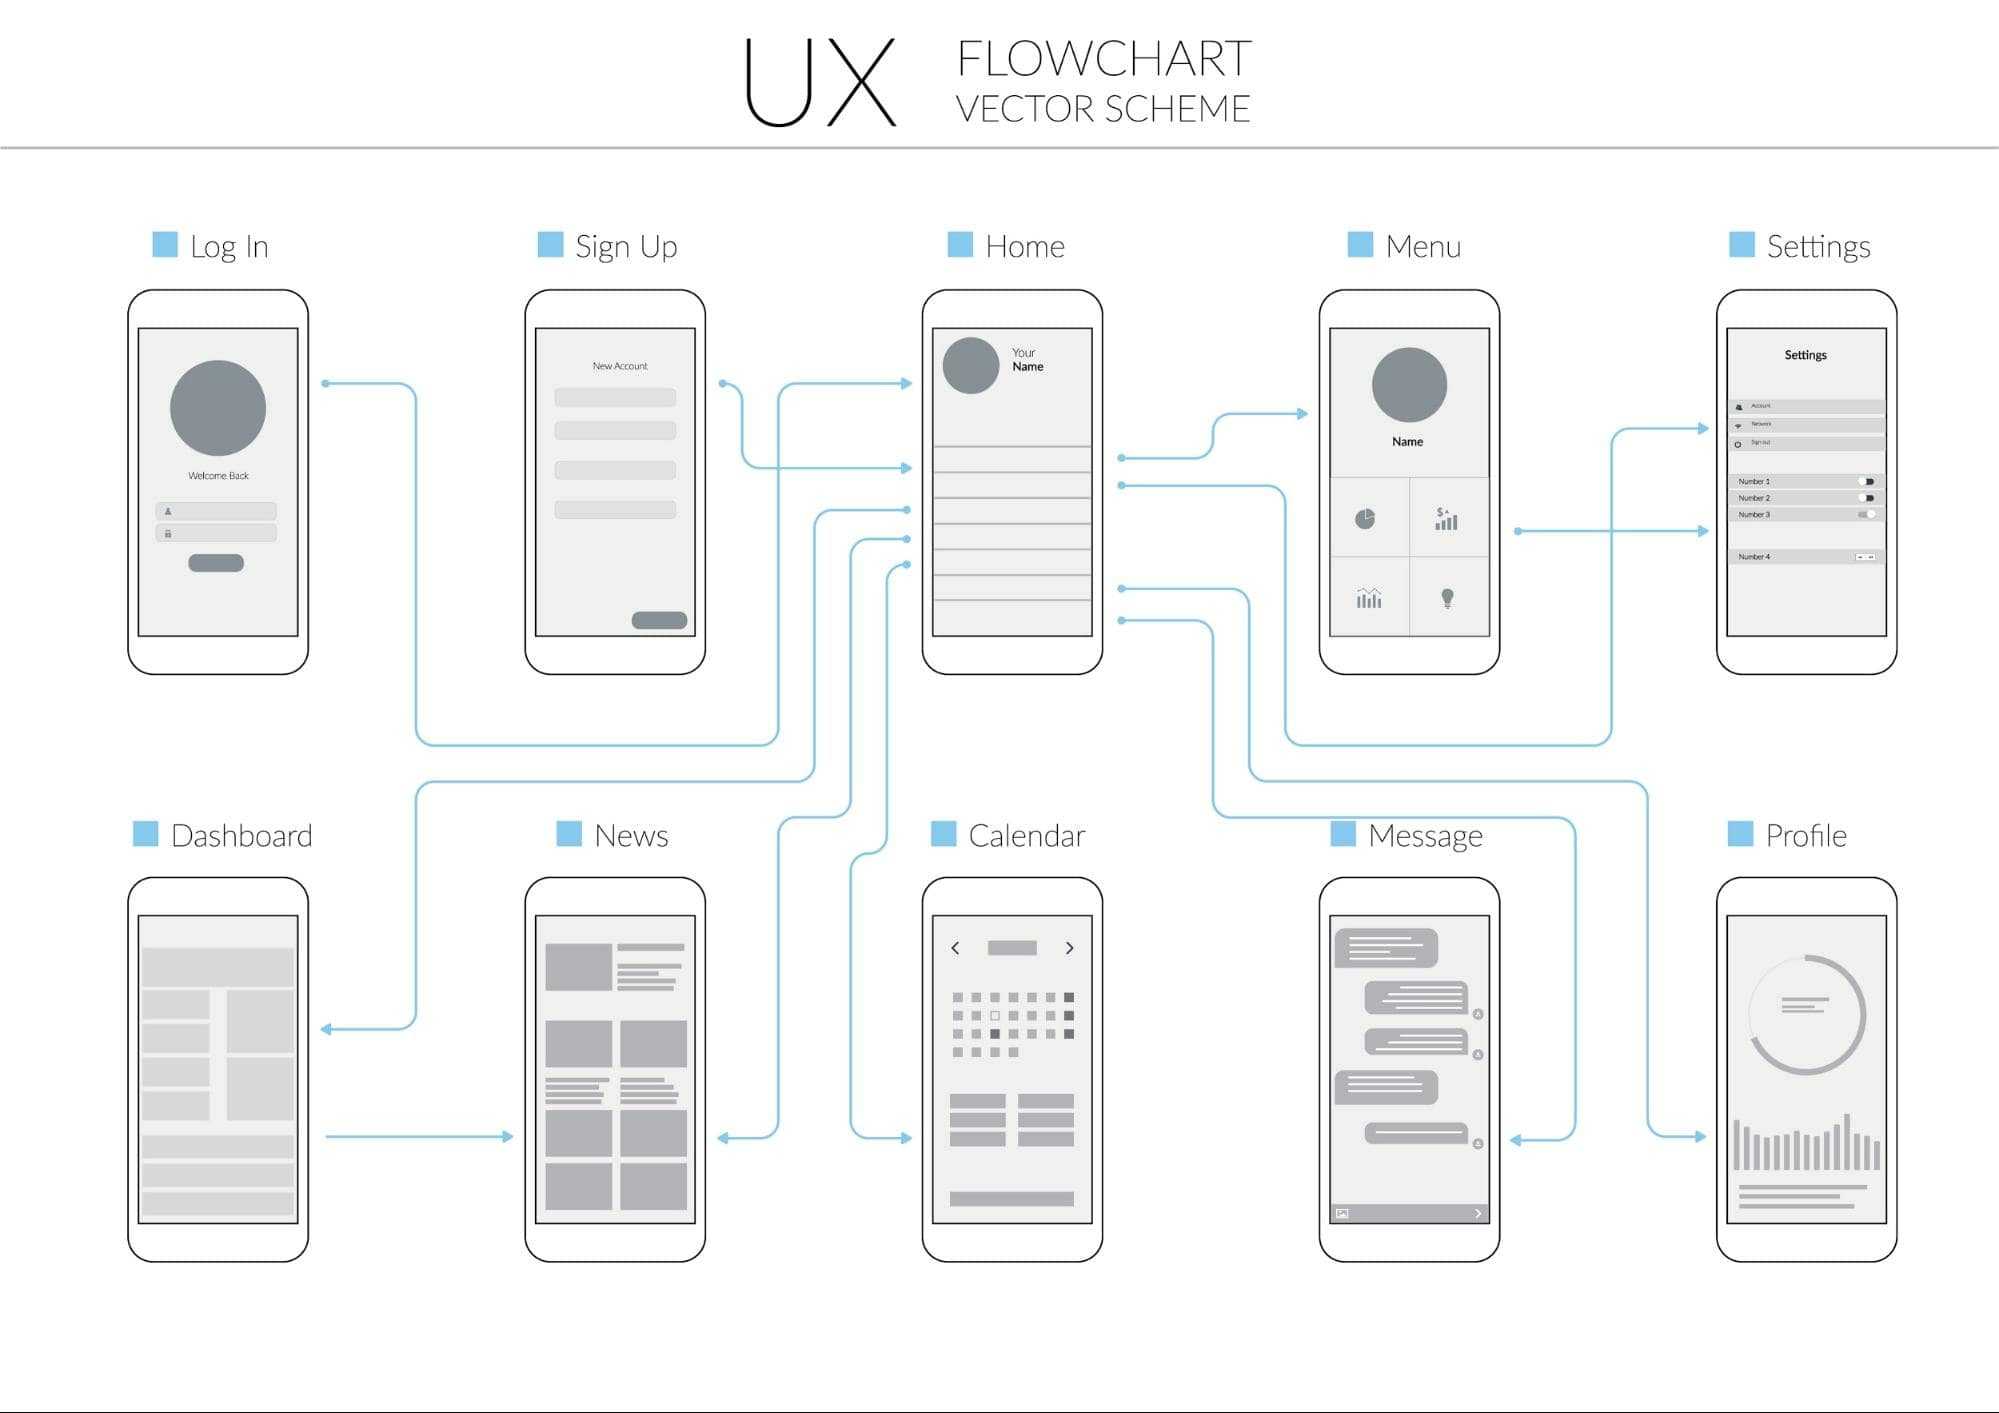 UX
FLOWCHART
VECTOR SCHEME
Log In
Sign Up
Home
Menu
Settings
Welcome Back
New Account
Your
Name
Name
$
Settings
Account
Network
Sign out
Number 1
Number 2
Number 3
Number 4
Dashboard
News
Calendar
Message
Profile